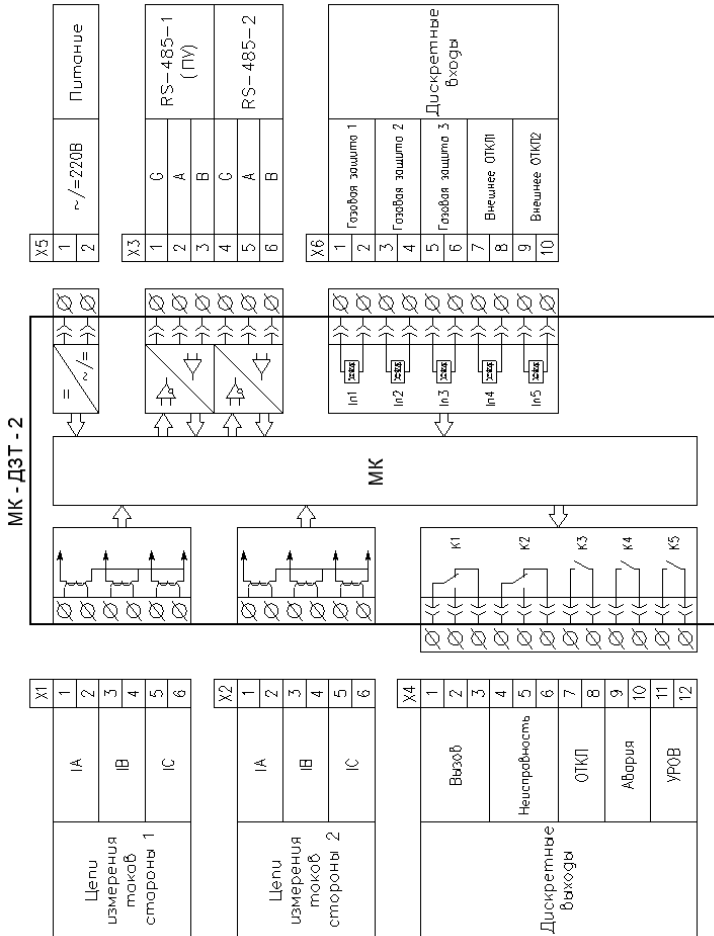 МК - ДЗТ - 2
Цепи
измерения
токов
стороны 1
IA
IB
IC
X1
1
2
3
4
5
6
Цепи
измерения
токов
стороны 2
IA
IB
IC
X2
1
2
3
4
5
6
Дискретные
выходы
Вызов
Неисправность
ОТКЛ
Авария
УРОВ
X4
1
2
3
4
5
6
7
8
9
10
11
12
K1
K2
K3
K4
K5
МК
=
~/=
In1
In2
In3
In4
In5
X5
1
2
~/=220В
Питание
X3
1
2
3
4
5
6
G
A
B
G
A
B
RS-485-1
(ПУ)
RS-485-2
X6
1
2
3
4
5
6
7
8
9
10
Газовая защита 1
Газовая защита 2
Газовая защита 3
Внешнее ОТКЛ1
Внешнее ОТКЛ2
Дискретные
входы